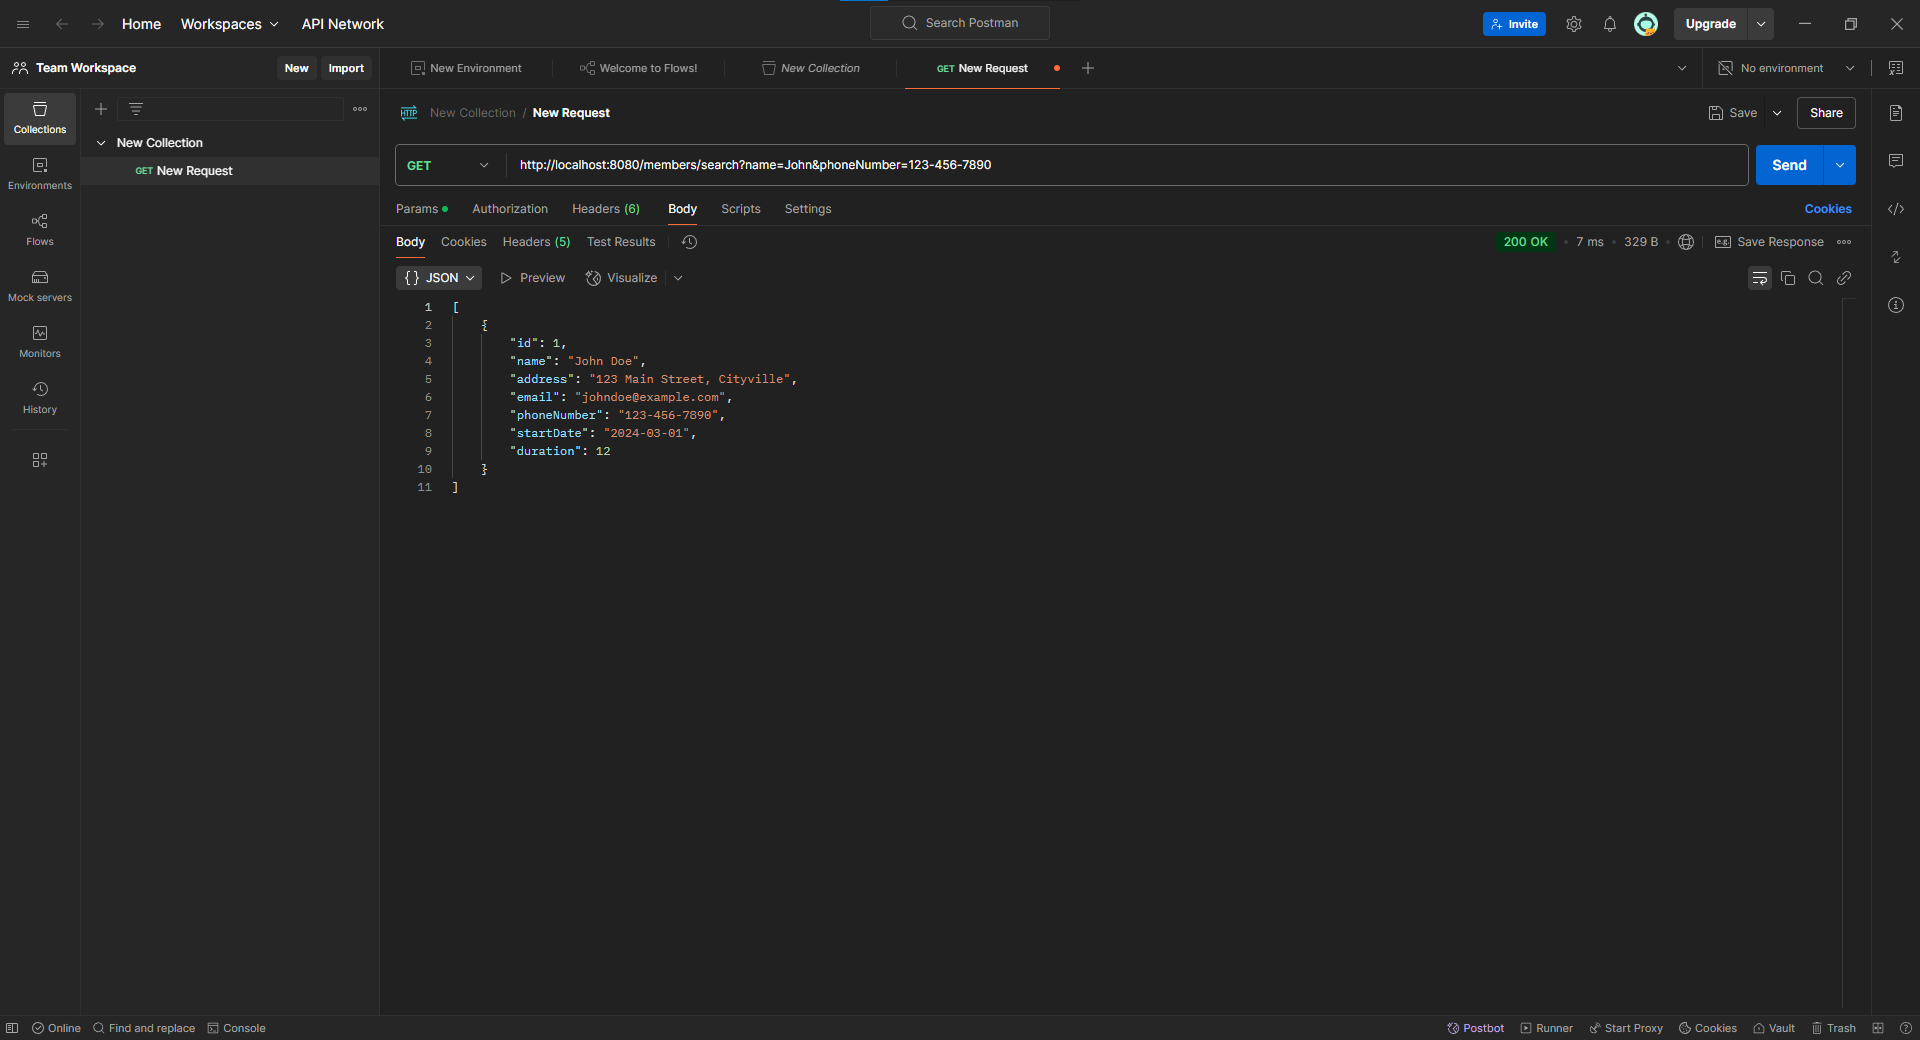 Home Workspaces API Network Search Postman Invite Upgrade
Team Workspace New Import New Environment Welcome to Flows! New Collection GET New Request No environment
Collections
Environments
Flows
Mock servers
Monitors
History
New Collection
GET New Request
HTTP New Collection / New Request Save Share
GET http://localhost:8080/members/search?name=John&phoneNumber=123-456-7890 Send
Params Authorization Headers (6) Body Scripts Settings Cookies
Body Cookies Headers (5) Test Results 200 OK • 7 ms • 329 B • e.g. Save Response
{} JSON Preview Visualize
1 [
2 {
3 "id": 1,
4 "name": "John Doe",
5 "address": "123 Main Street, Cityville",
6 "email": "johndoe@example.com",
7 "phoneNumber": "123-456-7890",
8 "startDate": "2024-03-01",
9 "duration": 12
10 }
11 ]
Online Find and replace Console Postbot Runner Start Proxy Cookies Vault Trash